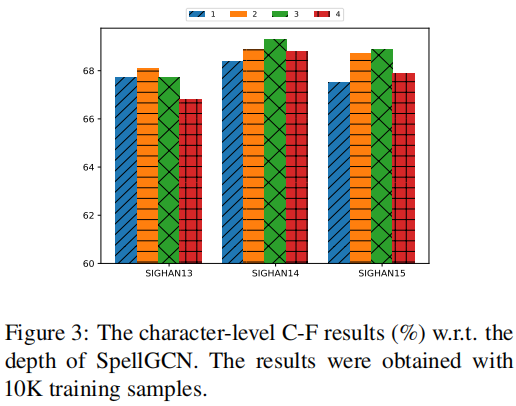 1 2 3 4
68
66
64
62
60
SIGHAN13 SIGHAN14 SIGHAN15
Figure 3: The character-level C-F results (%) w.r.t. the
depth of SpellGCN. The results were obtained with
10K training samples.